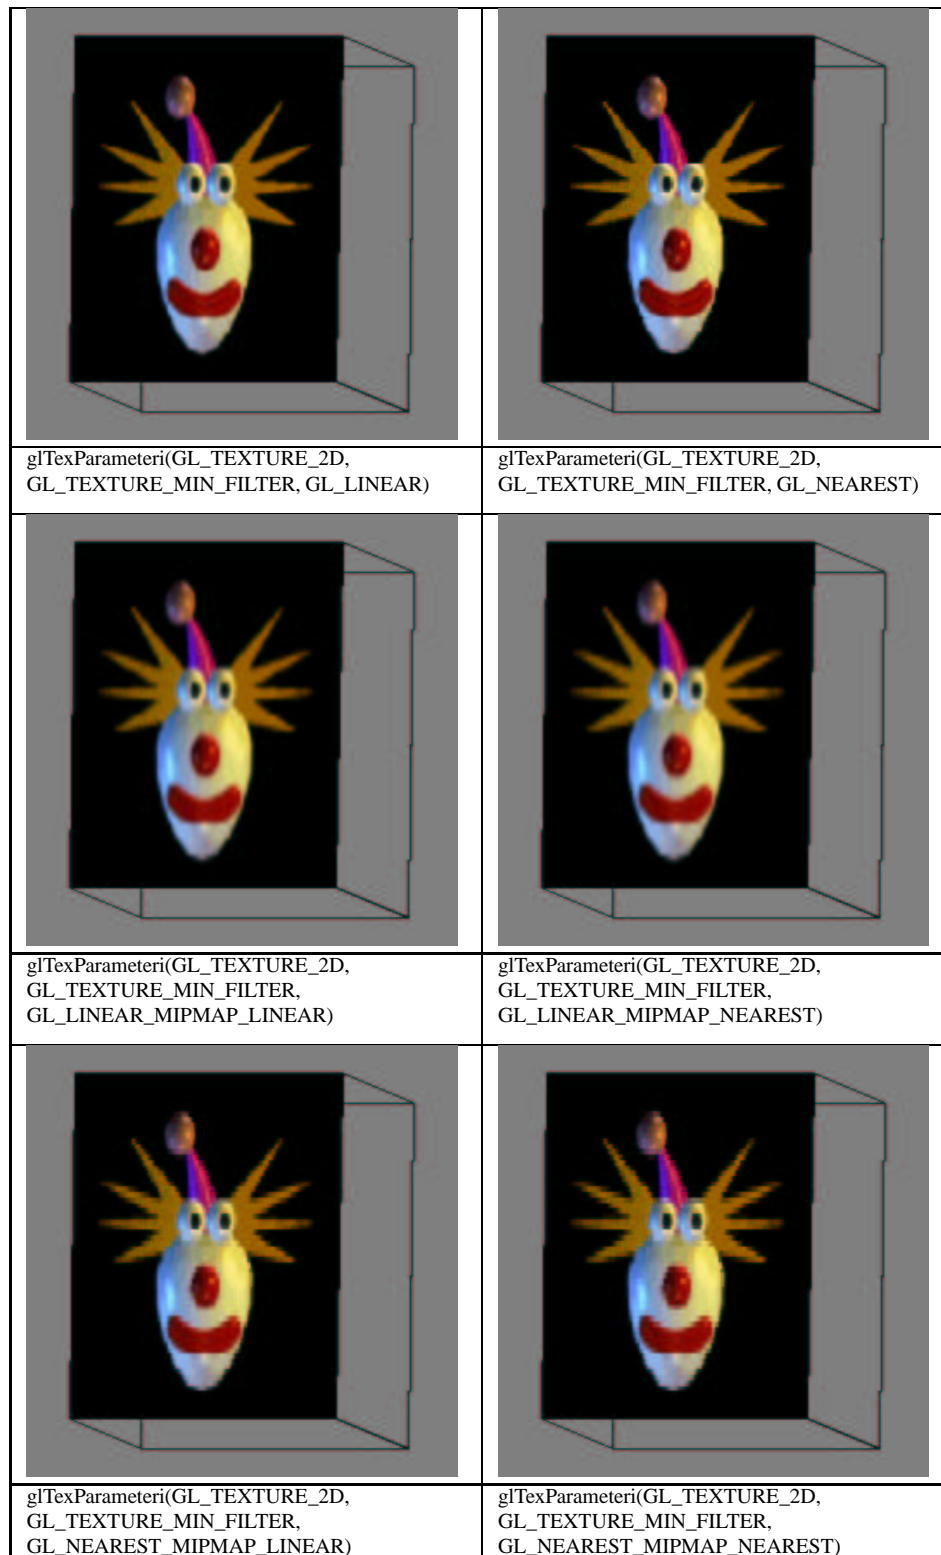 glTexParameteri(GL_TEXTURE_2D,
GL_TEXTURE_MIN_FILTER, GL_LINEAR)
glTexParameteri(GL_TEXTURE_2D,
GL_TEXTURE_MIN_FILTER, GL_NEAREST)
glTexParameteri(GL_TEXTURE_2D,
GL_TEXTURE_MIN_FILTER,
GL_LINEAR_MIPMAP_LINEAR)
glTexParameteri(GL_TEXTURE_2D,
GL_TEXTURE_MIN_FILTER,
GL_LINEAR_MIPMAP_NEAREST)
glTexParameteri(GL_TEXTURE_2D,
GL_TEXTURE_MIN_FILTER,
GL_NEAREST_MIPMAP_LINEAR)
glTexParameteri(GL_TEXTURE_2D,
GL_TEXTURE_MIN_FILTER,
GL_NEAREST_MIPMAP_NEAREST)